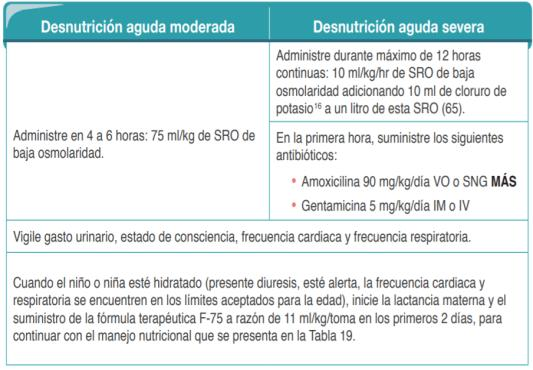 Desnutrición aguda moderada
Desnutrición aguda severa
Administre en 4 a 6 horas: 75 ml/kg de SRO de
baja osmolaridad.
Administre durante máximo de 12 horas
continuas: 10 ml/kg/hr de SRO de baja
osmolaridad adicionando 10 ml de cloruro de
potasio16 a un litro de esta SRO (65).
En la primera hora, suministre los siguientes
antibióticos:
• Amoxicilina 90 mg/kg/día VO o SNG MÁS
• Gentamicina 5 mg/kg/día IM o IV
Vigile gasto urinario, estado de consciencia, frecuencia cardiaca y frecuencia respiratoria.
Cuando el niño o niña esté hidratado (presente diuresis, esté alerta, la frecuencia cardiaca y
respiratoria se encuentren en los límites aceptados para la edad), inicie la lactancia materna y el
suministro de la fórmula terapéutica F-75 a razón de 11 ml/kg/toma en los primeros 2 días, para
continuar con el manejo nutricional que se presenta en la Tabla 19.